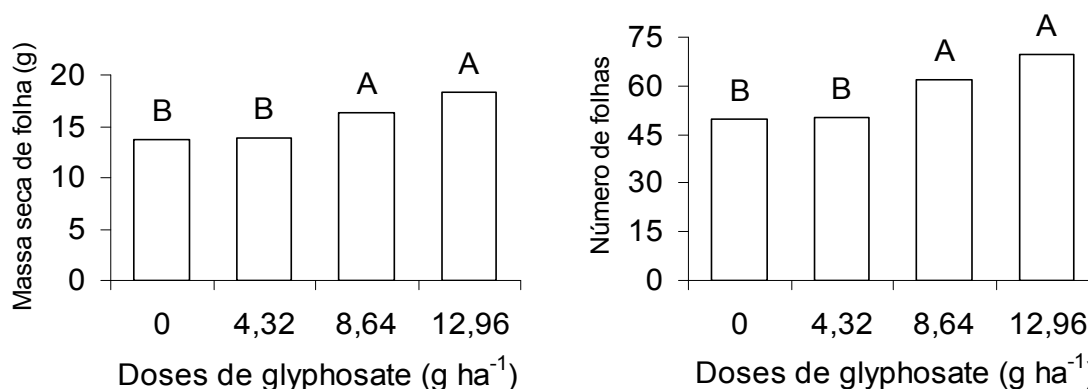 Massa seca de folha (g)
20
15
10
5
0
B B A A
0 4,32 8,64 12,96
Doses de glyphosate (g ha⁻¹)
Número de folhas
75
60
45
30
15
0
B B A A
0 4,32 8,64 12,96
Doses de glyphosate (g ha⁻¹